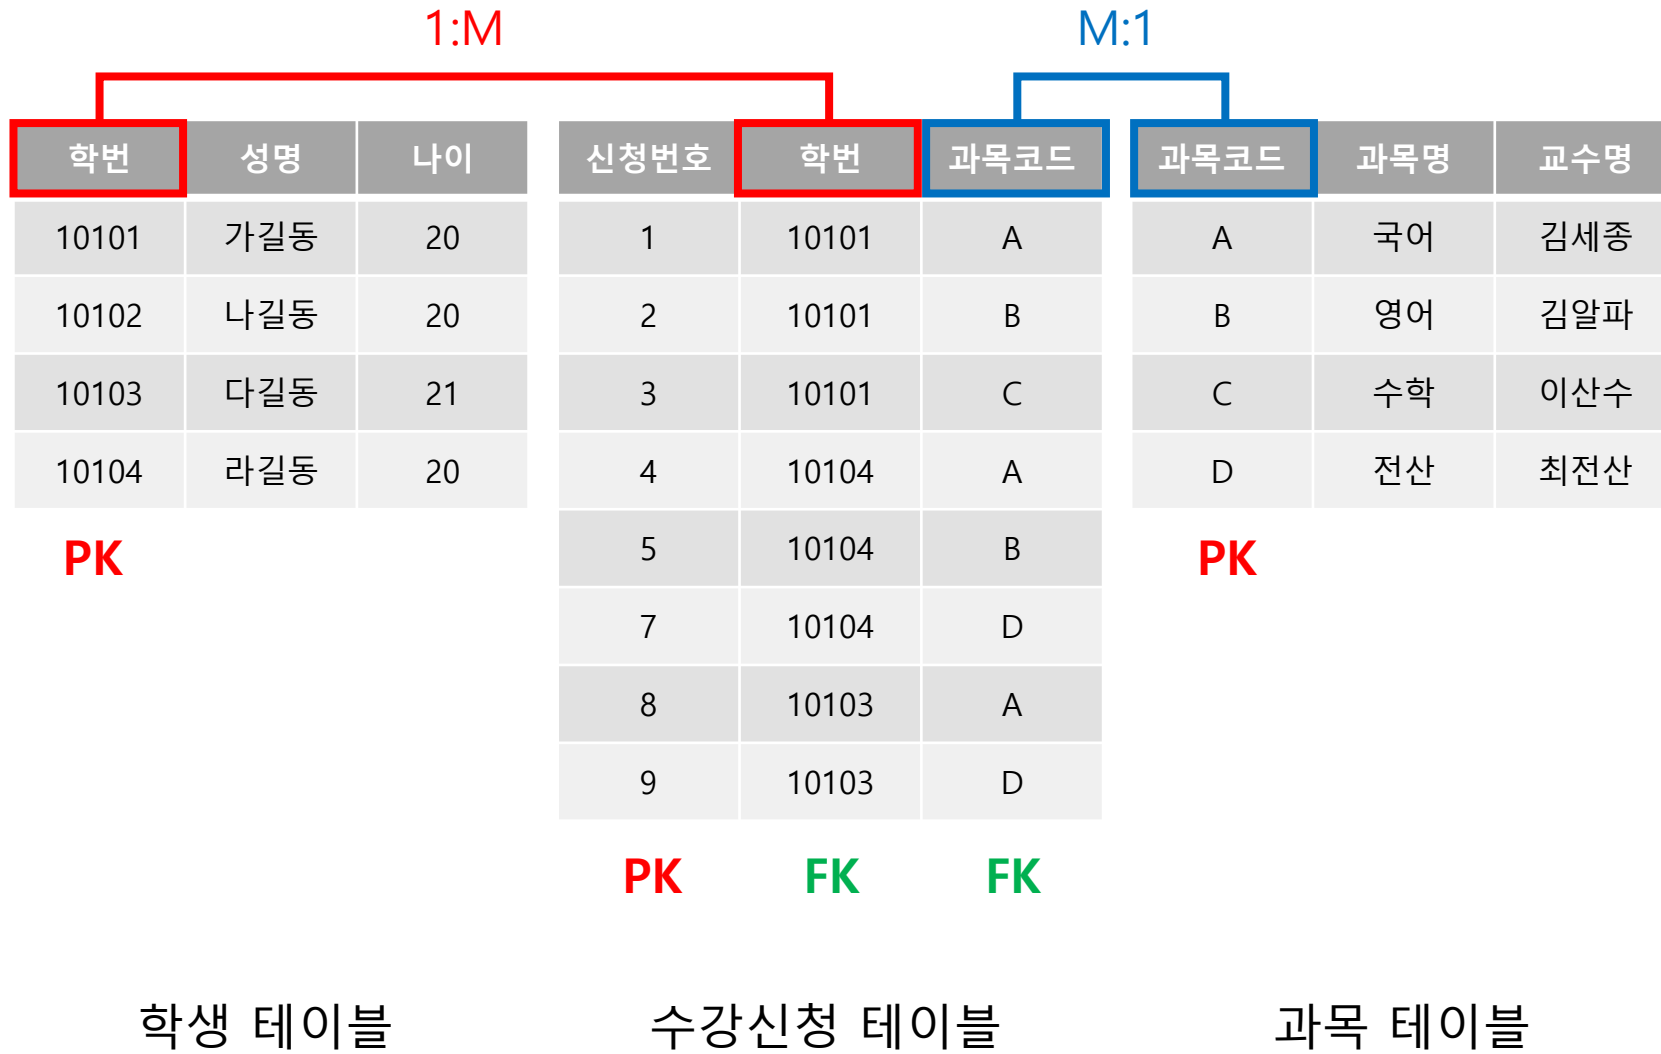 1:M M:1
학번 성명 나이 신청번호 학번 과목코드 과목코드 과목명 교수명
10101 가길동 20 1 10101 A A 국어 김세종
10102 나길동 20 2 10101 B B 영어 김알파
10103 다길동 21 3 10101 C C 수학 이산수
10104 라길동 20 4 10104 A D 전산 최전산
PK 5 10104 B PK
7 10104 D
8 10103 A
9 10103 D
PK FK FK
학생 테이블 수강신청 테이블 과목 테이블